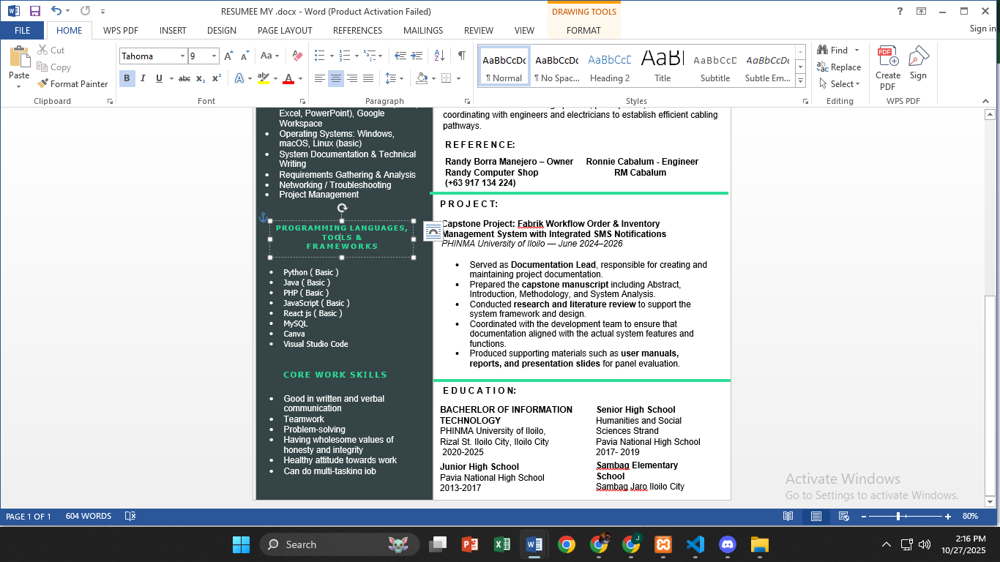 RESUMEE MY .docx - Word (Product Activation Failed)
DRAWING TOOLS
?
FILE
HOME
WPS PDF
INSERT
DESIGN
PAGE LAYOUT
REFERENCES
MAILINGS
REVIEW
VIEW
FORMAT
Sign in
Paste
Cut
Copy
Format Painter
Clipboard
Tahoma
9
Font
Paragraph
AaBbCcDc
¶ Normal
AaBbCcDc
¶ No Spac...
AaBbCcD
Heading 2
AaBl
Title
AaBbCcD
Subtitle
AaBbCcDc
Subtle Em...
Styles
Find
Replace
Select
Editing
Create PDF
Sign
WPS PDF
Excel, PowerPoint), Google
Workspace
• Operating Systems: Windows,
macOS, Linux (basic)
• System Documentation & Technical
Writing
• Requirements Gathering & Analysis
• Networking / Troubleshooting
• Project Management
PROGRAMMING LANGUAGES,
TOOLS &
FRAMEWORKS
• Python ( Basic )
• Java ( Basic )
• PHP ( Basic )
• JavaScript ( Basic )
• React js ( Basic )
• MySQL
• Canva
• Visual Studio Code
CORE WORK SKILLS
• Good in written and verbal
communication
• Teamwork
• Problem-solving
• Having wholesome values of
honesty and integrity
• Healthy attitude towards work
• Can do multi-tasking job
coordinating with engineers and electricians to establish efficient cabling
pathways.
REFERENCE:
Randy Borra Manejero – Owner
Randy Computer Shop
(+63 917 134 224)
Ronnie Cabalum - Engineer
RM Cabalum
PROJECT:
Capstone Project: Fabrik Workflow Order & Inventory
Management System with Integrated SMS Notifications
PHINMA University of Iloilo — June 2024–2026
• Served as Documentation Lead, responsible for creating and
maintaining project documentation.
• Prepared the capstone manuscript including Abstract,
Introduction, Methodology, and System Analysis.
• Conducted research and literature review to support the
system framework and design.
• Coordinated with the development team to ensure that
documentation aligned with the actual system features and
functions.
• Produced supporting materials such as user manuals,
reports, and presentation slides for panel evaluation.
EDUCATION:
BACHERLOR OF INFORMATION
TECHNOLOGY
PHINMA University of Iloilo,
Rizal St. Iloilo City, Iloilo City
2020-2025
Junior High School
Pavia National High School
2013-2017
Senior High School
Humanities and Social
Sciences Strand
Pavia National High School
2017- 2019
Sambag Elementary
School
Sambag Jaro Iloilo City
Activate Windows
Go to Settings to activate Windows.
PAGE 1 OF 1
604 WORDS
80%
Search
2:16 PM
10/27/2025